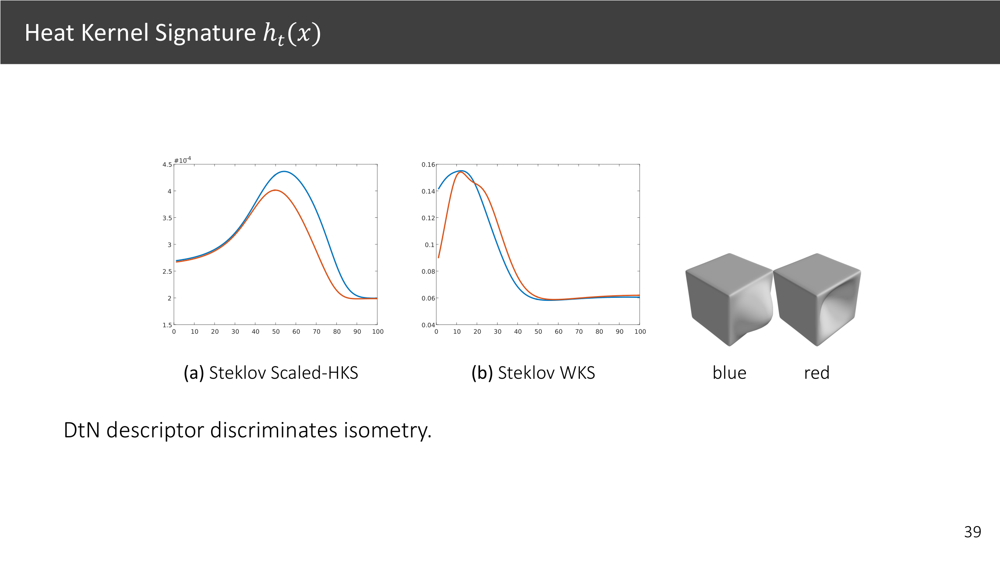 Heat Kernel Signature hₜ(x)
#10⁻⁴
4.5
4
3.5
3
2.5
2
1.5
0 10 20 30 40 50 60 70 80 90 100
0.16
0.14
0.12
0.1
0.08
0.06
0.04
0 10 20 30 40 50 60 70 80 90 100
(a) Steklov Scaled-HKS
(b) Steklov WKS
blue
red
DtN descriptor discriminates isometry.
39